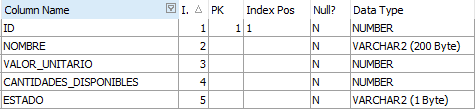 Column Name I. PK Index Pos Null? Data Type
ID 1 1 1 N NUMBER
NOMBRE 2 N VARCHAR2 (200 Byte)
VALOR_UNITARIO 3 N NUMBER
CANTIDADES_DISPONIBLES 4 N NUMBER
ESTADO 5 N VARCHAR2 (1 Byte)